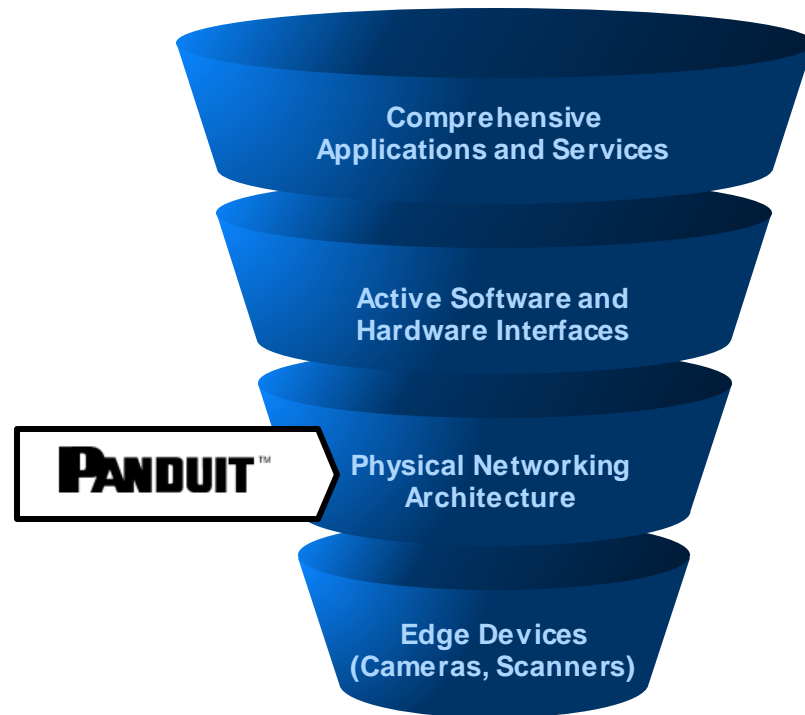 Comprehensive
Applications and Services
Active Software and
Hardware Interfaces
PANDUIT™
Physical Networking
Architecture
Edge Devices
(Cameras, Scanners)